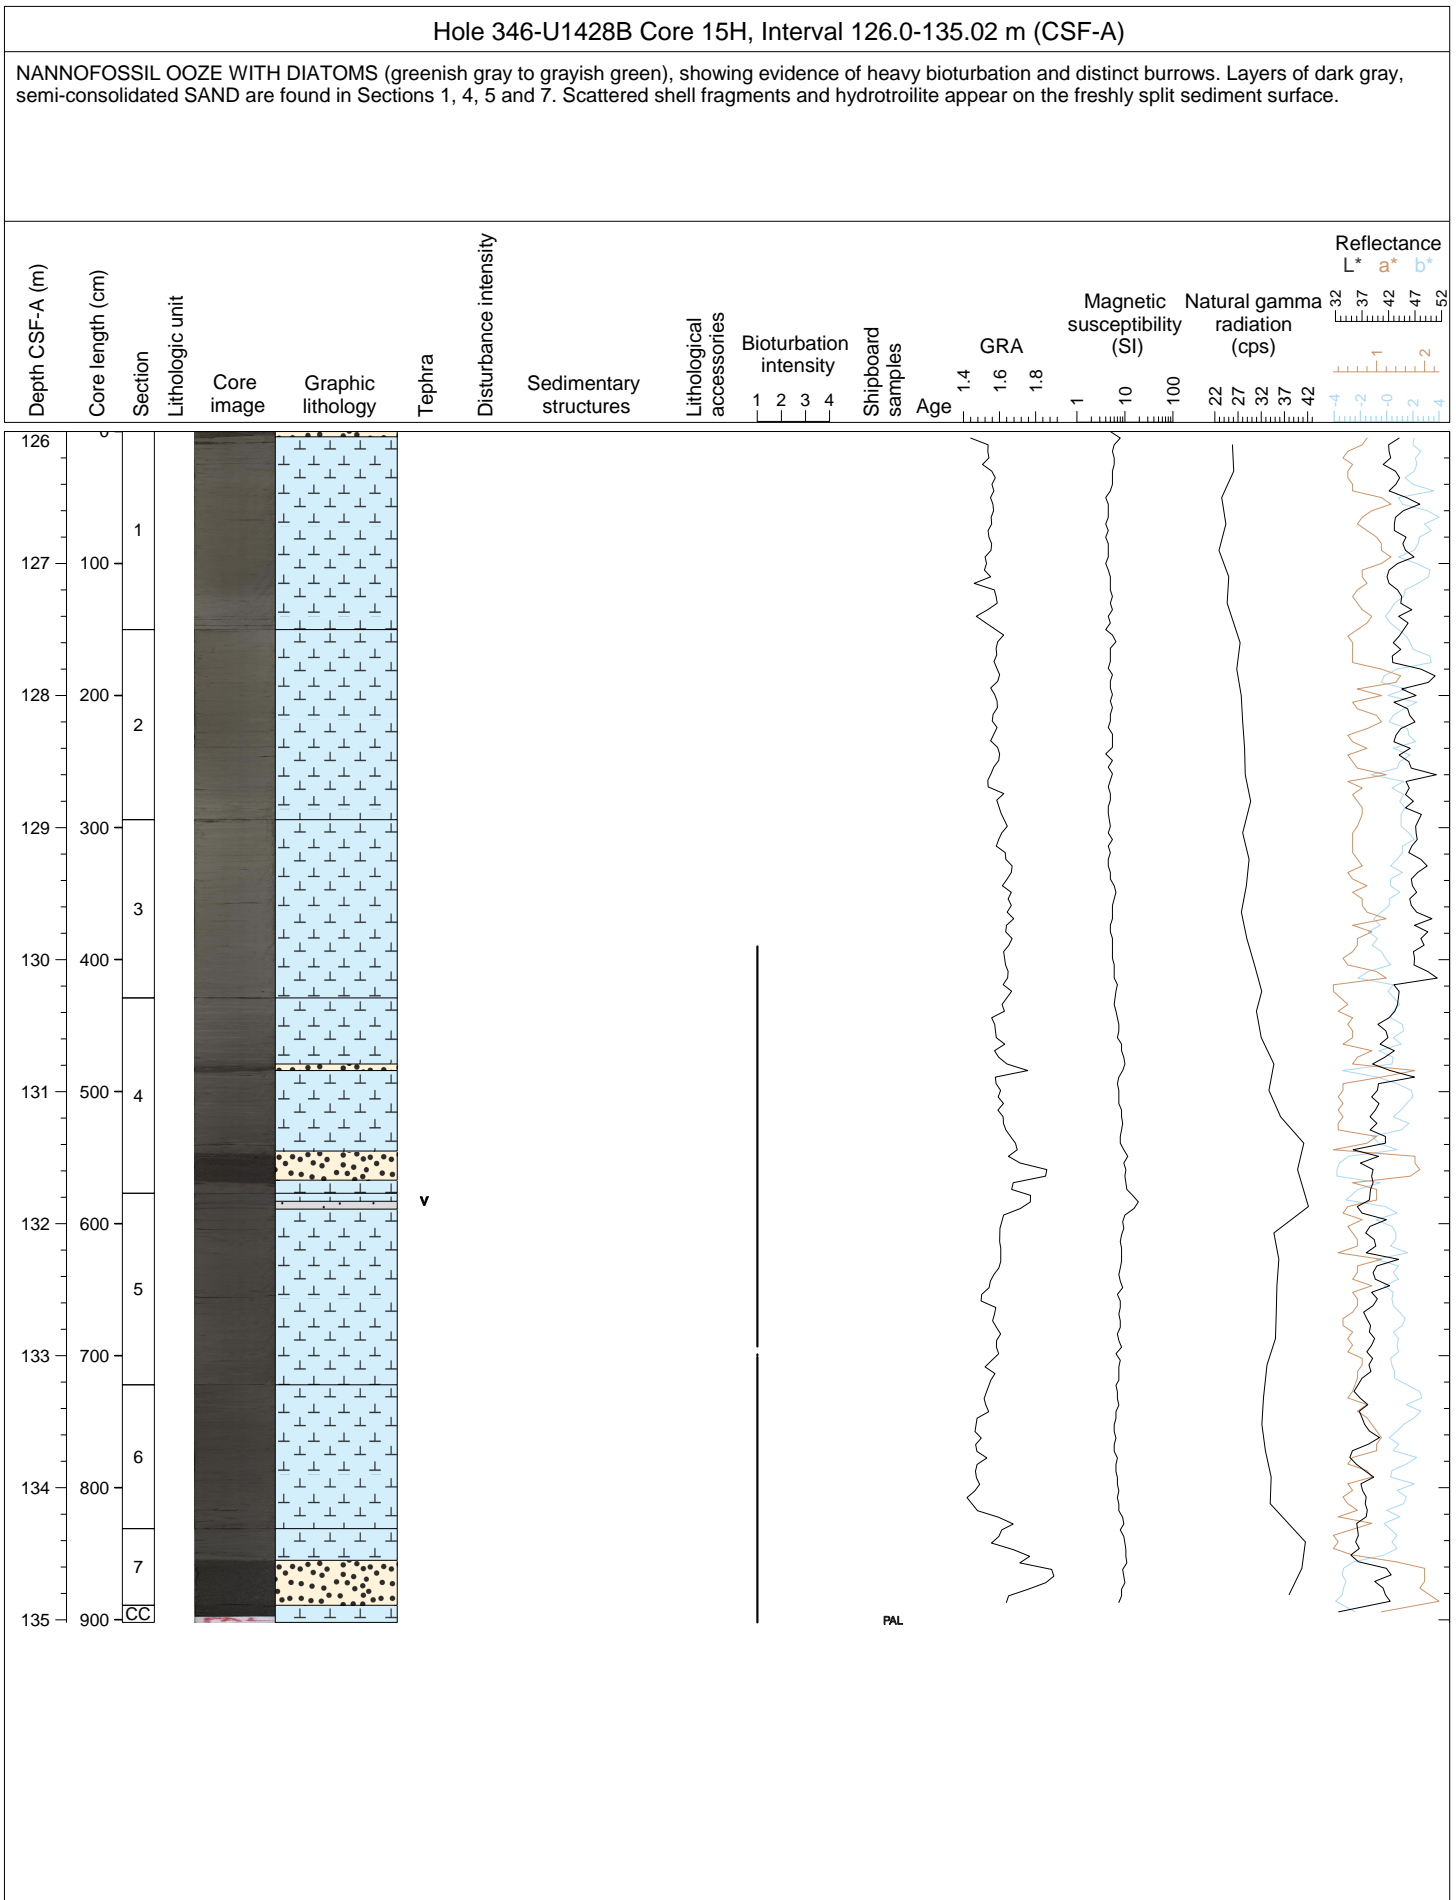 Hole 346-U1428B Core 15H, Interval 126.0-135.02 m (CSF-A)
NANNOFOSSIL OOZE WITH DIATOMS (greenish gray to grayish green), showing evidence of heavy bioturbation and distinct burrows. Layers of dark gray,
semi-consolidated SAND are found in Sections 1, 4, 5 and 7. Scattered shell fragments and hydrotroilite appear on the freshly split sediment surface.
Depth CSF-A (m)
Core length (cm)
Section
Lithologic unit
Core
image
Graphic
lithology
Tephra
Disturbance intensity
Sedimentary
structures
Lithological
accessories
Bioturbation
intensity
1 2 3 4
Shipboard
samples
Age
GRA
1.4 1.6 1.8
Magnetic
susceptibility
(SI)
1 10 100
Natural gamma
radiation
(cps)
22 27 32 37 42
Reflectance
L* a* b*
32 37 42 47 52
1 2
-4 -2 -0 2 4
126 0
1
127 100
128 200
2
129 300
3
130 400
131 500
4
V
132 600
5
133 700
6
134 800
7
CC
135 900
PAL